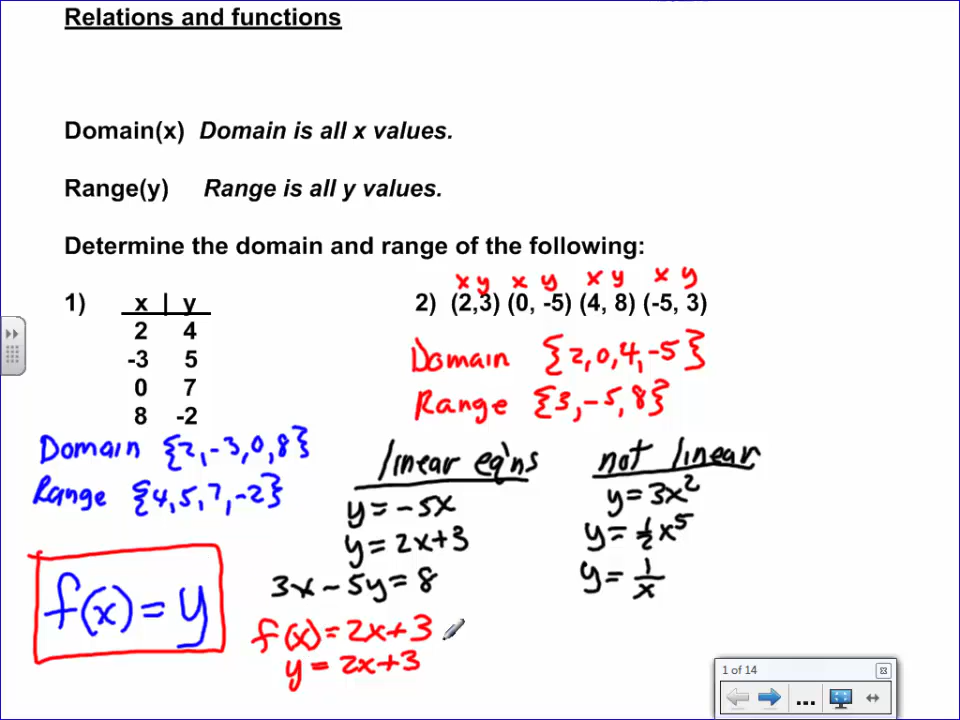 Relations and functions
Domain(x) Domain is all x values.
Range(y) Range is all y values.
Determine the domain and range of the following:
x y x y x y x y
1) x | y
2 4
-3 5
0 7
8 -2
2) (2,3) (0, -5) (4, 8) (-5, 3)
Domain {2,0,4,-5}
Range {3,-5,8}
Domain {2,-3,0,8}
Range {4,5,7,-2}
linear eq'ns
y = -5x
y = 2x+3
3x - 5y = 8
f(x) = 2x+3
y = 2x+3
not linear
y = 3x²
y = ½x⁵
y = 1/x
f(x) = y
1 of 14
...